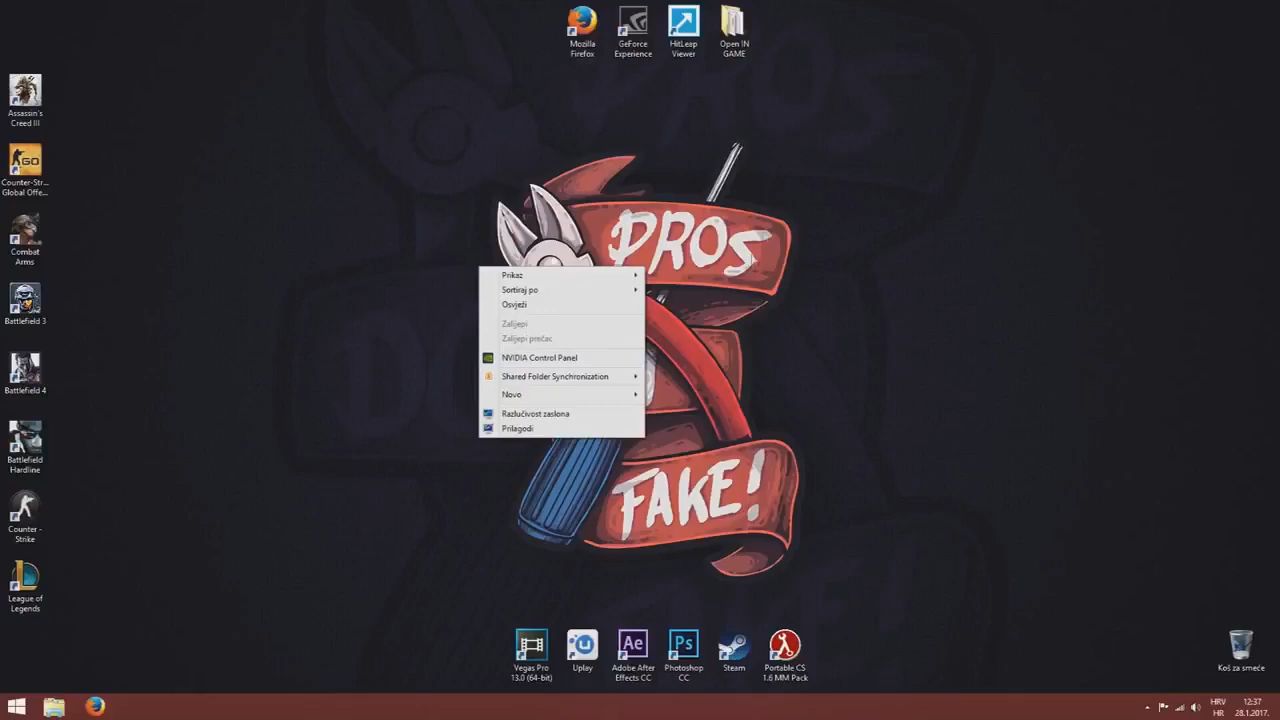 Mozilla
Firefox
GeForce
Experience
HitLeap
Viewer
Open IN
GAME
Assassin's
Creed III
GO
Counter-Str...
Global Offe...
Combat
Arms
Battlefield 3
Battlefield 4
Battlefield
Hardline
Counter -
Strike
League of
Legends
PROS
Prikaz
Sortiraj po
Osvježi
Zalijepi
Zalijepi prečac
NVIDIA Control Panel
Shared Folder Synchronization
Novo
Razlučivost zaslona
Prilagodi
FAKE!
Vegas Pro
13.0 (64-bit)
Uplay
Ae
Adobe After
Effects CC
Ps
Photoshop
CC
Steam
Portable CS
1.6 MM Pack
Koš za smeće
HRV
HR
12:37
28.1.2017.